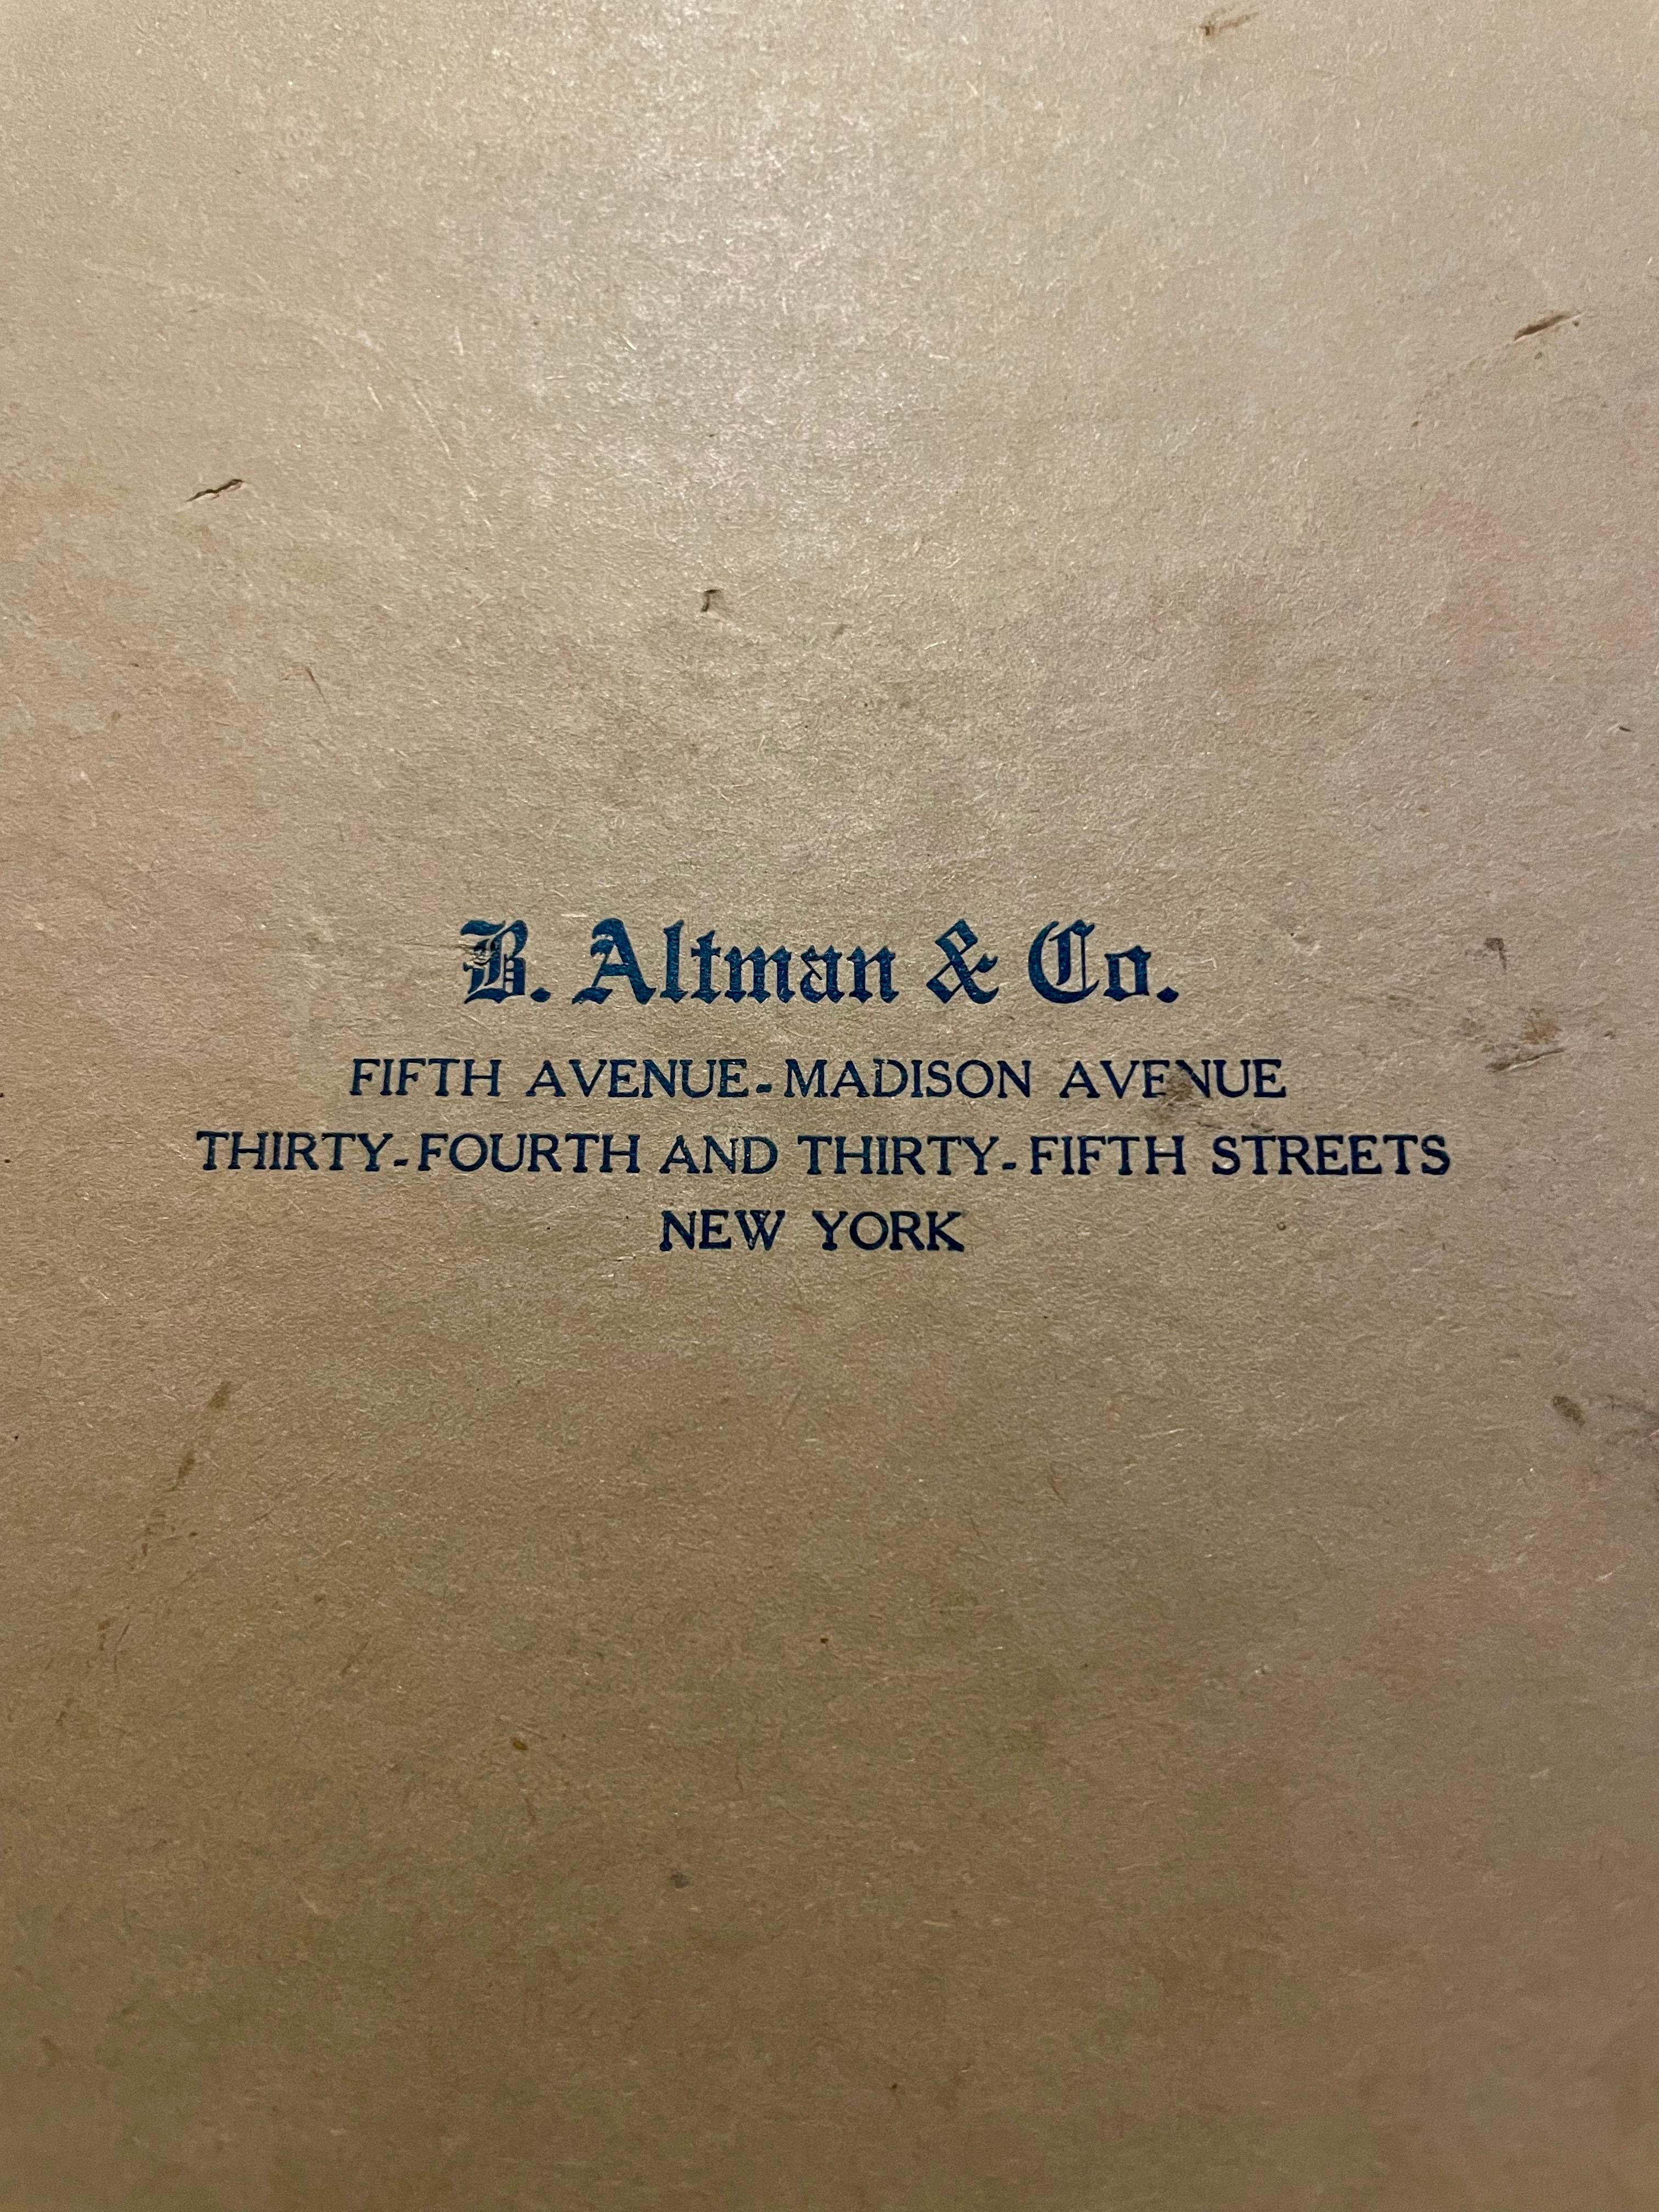 B. Altman & Co.
FIFTH AVENUE-MADISON AVENUE
THIRTY-FOURTH AND THIRTY-FIFTH STREETS
NEW YORK